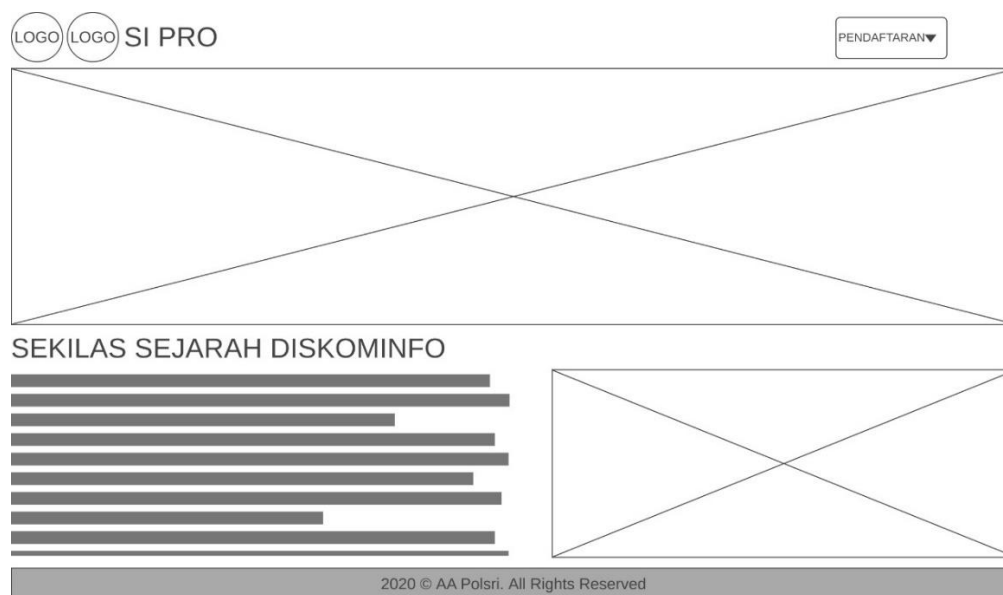 LOGO LOGO SI PRO PENDAFTARAN
SEKILAS SEJARAH DISKOMINFO
2020 © AA Polsri. All Rights Reserved